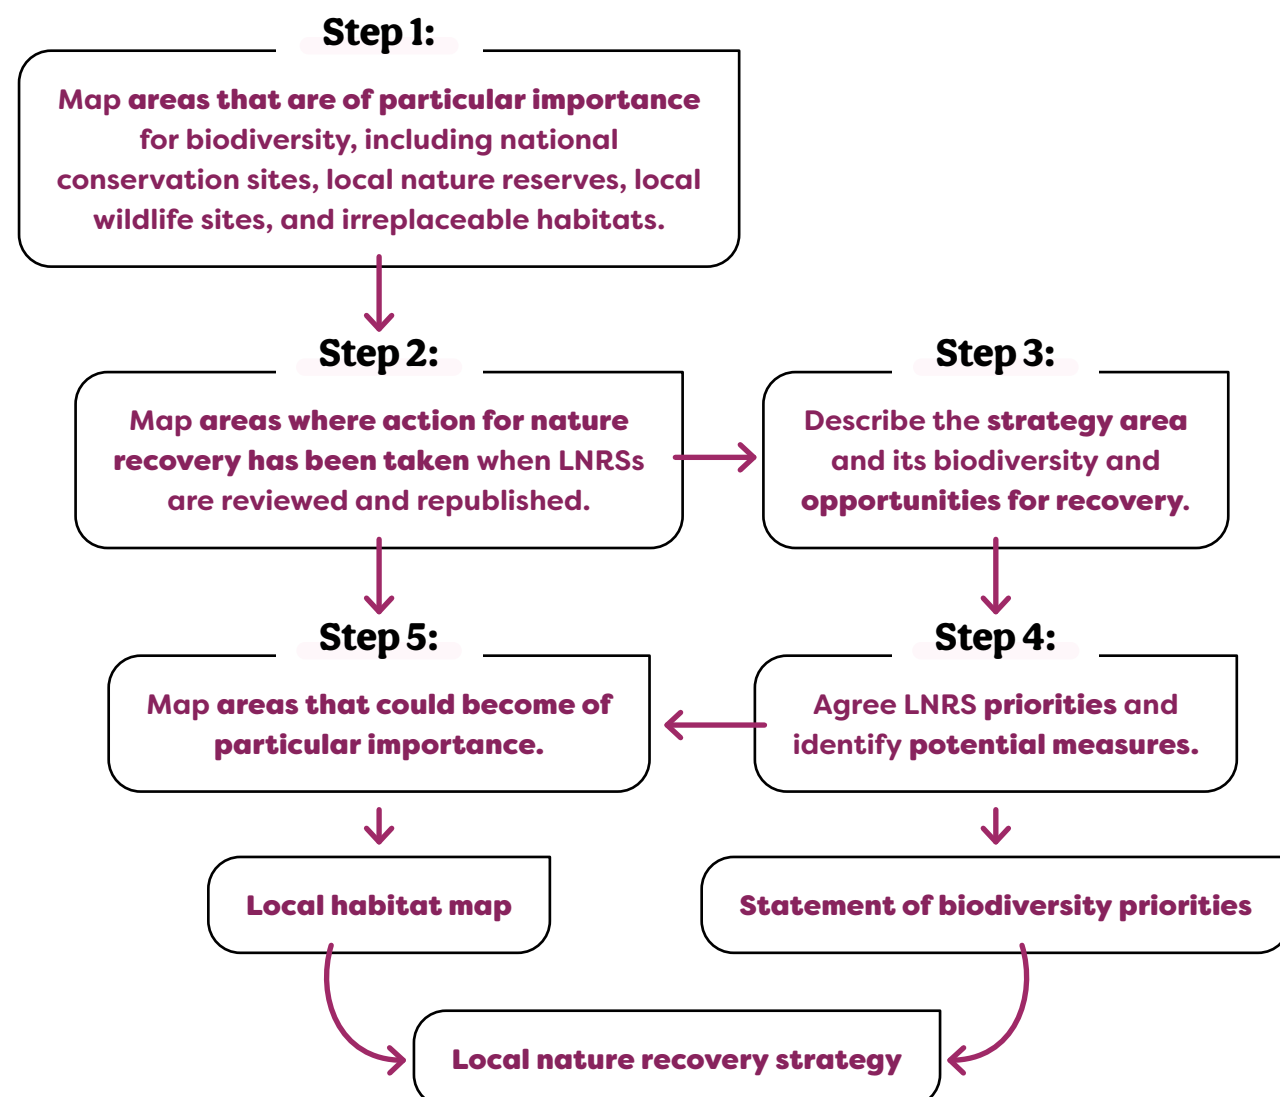 Step 1:
Map areas that are of particular importance
for biodiversity, including national
conservation sites, local nature reserves, local
wildlife sites, and irreplaceable habitats.
Step 2:
Map areas where action for nature
recovery has been taken when LNRSs
are reviewed and republished.
Step 3:
Describe the strategy area
and its biodiversity and
opportunities for recovery.
Step 4:
Agree LNRS priorities and
identify potential measures.
Step 5:
Map areas that could become of
particular importance.
Local habitat map
Statement of biodiversity priorities
Local nature recovery strategy